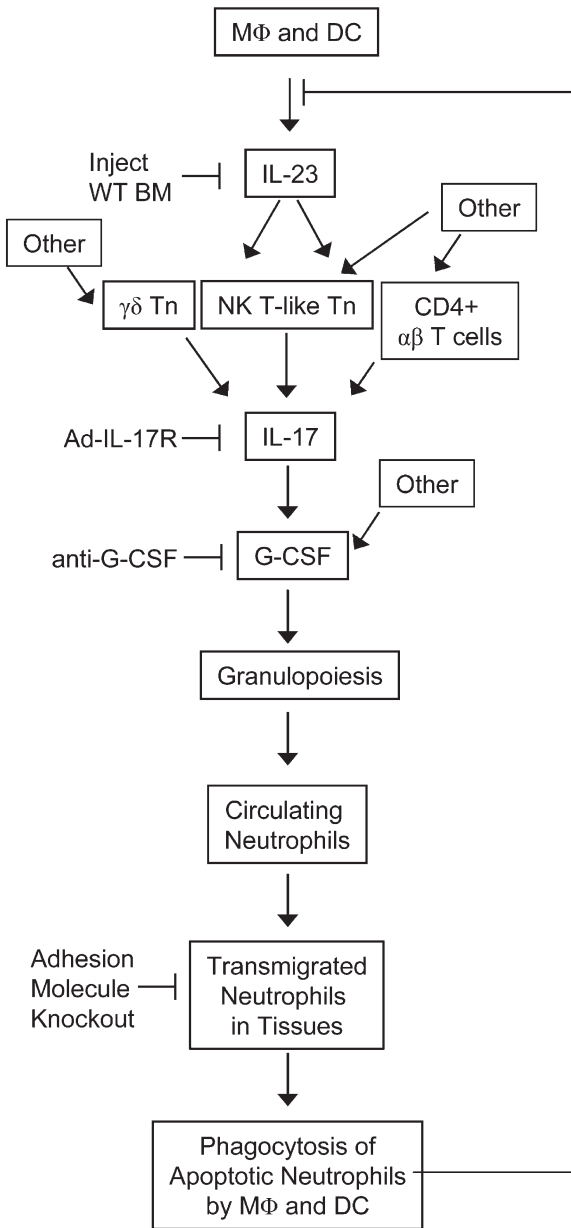 MΦ and DC
Inject
WT BM
IL-23
Other
Other
γδ Tn
NK T-like Tn
CD4+
αβ T cells
Ad-IL-17R
IL-17
Other
anti-G-CSF
G-CSF
Granulopoiesis
Circulating
Neutrophils
Adhesion
Molecule
Knockout
Transmigrated
Neutrophils
in Tissues
Phagocytosis of
Apoptotic Neutrophils
by MΦ and DC